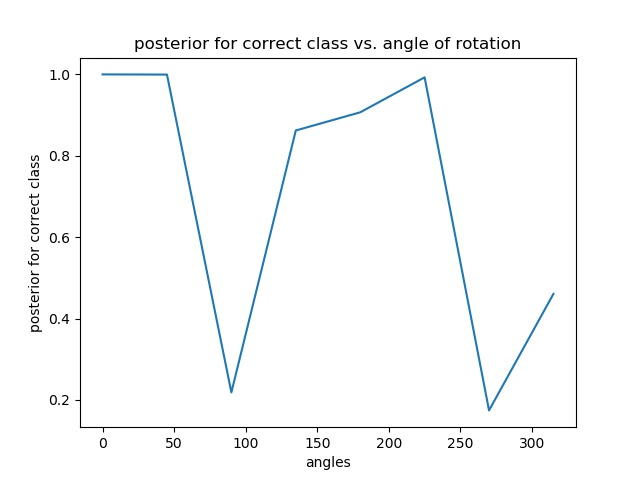 posterior for correct class vs. angle of rotation
posterior for correct class
1.0
0.8
0.6
0.4
0.2
0 50 100 150 200 250 300
angles